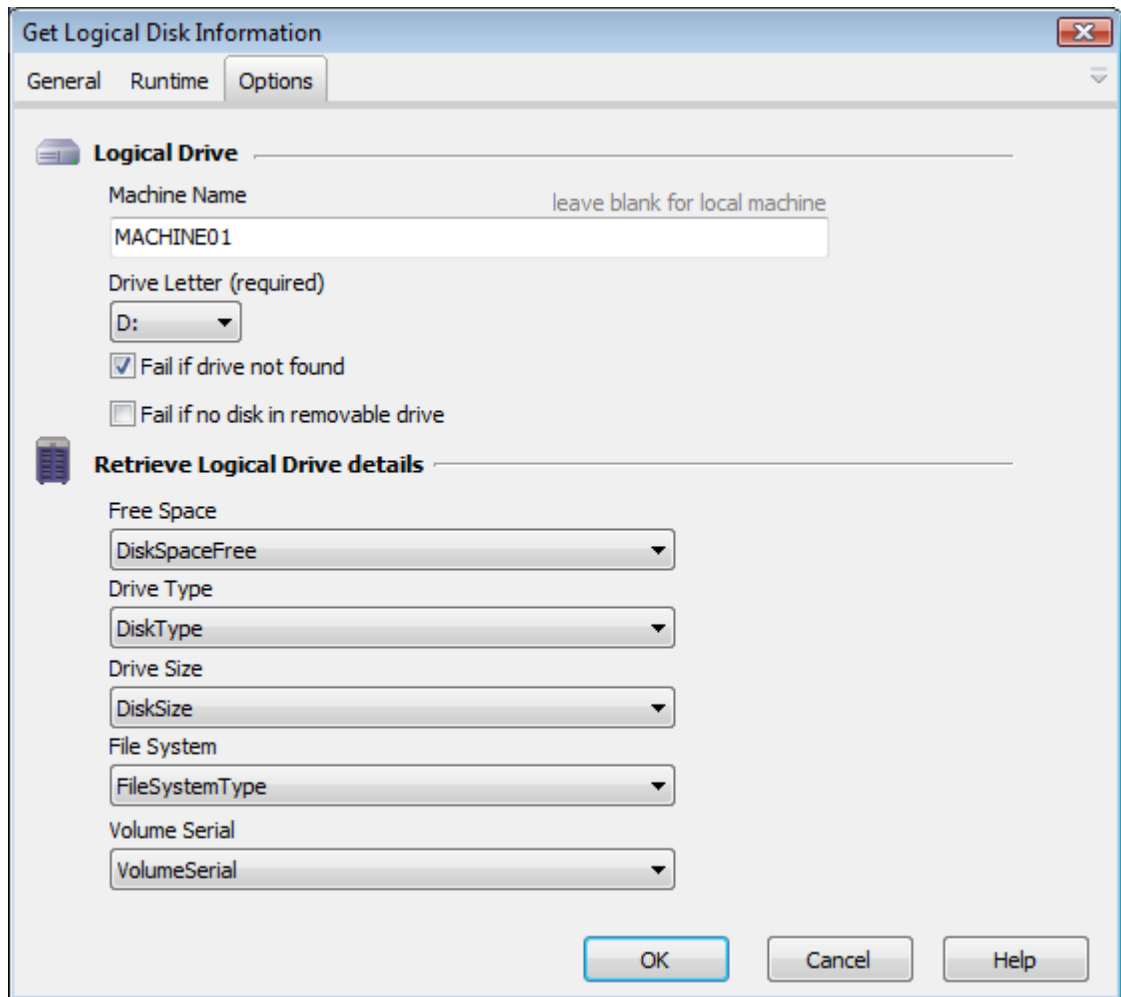 Get Logical Disk Information
General Runtime Options
Logical Drive
Machine Name
leave blank for local machine
MACHINE01
Drive Letter (required)
D:
Fail if drive not found
Fail if no disk in removable drive
Retrieve Logical Drive details
Free Space
DiskSpaceFree
Drive Type
DiskType
Drive Size
DiskSize
File System
FileSystemType
Volume Serial
VolumeSerial
OK Cancel Help